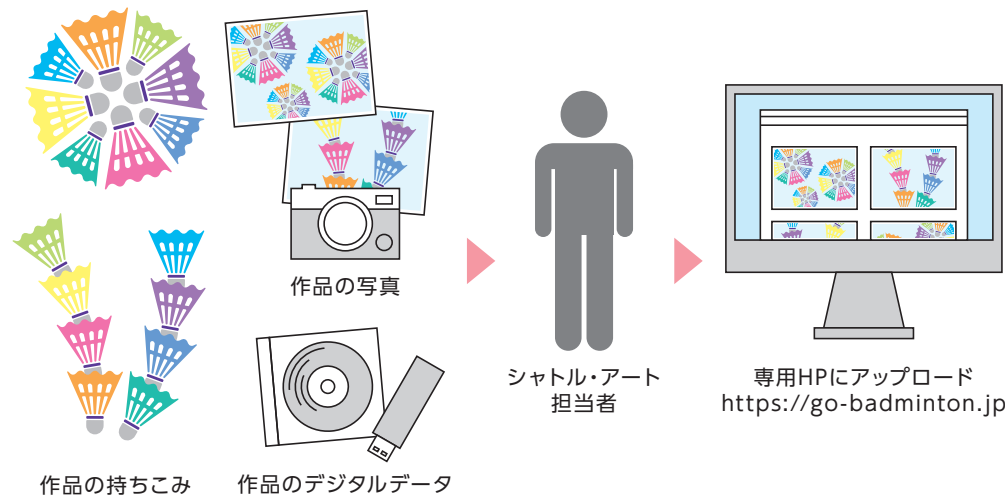 作品の写真
作品の持ちこみ
作品のデジタルデータ
シャトル・アート
担当者
専用HPにアップロード
https://go-badminton.jp